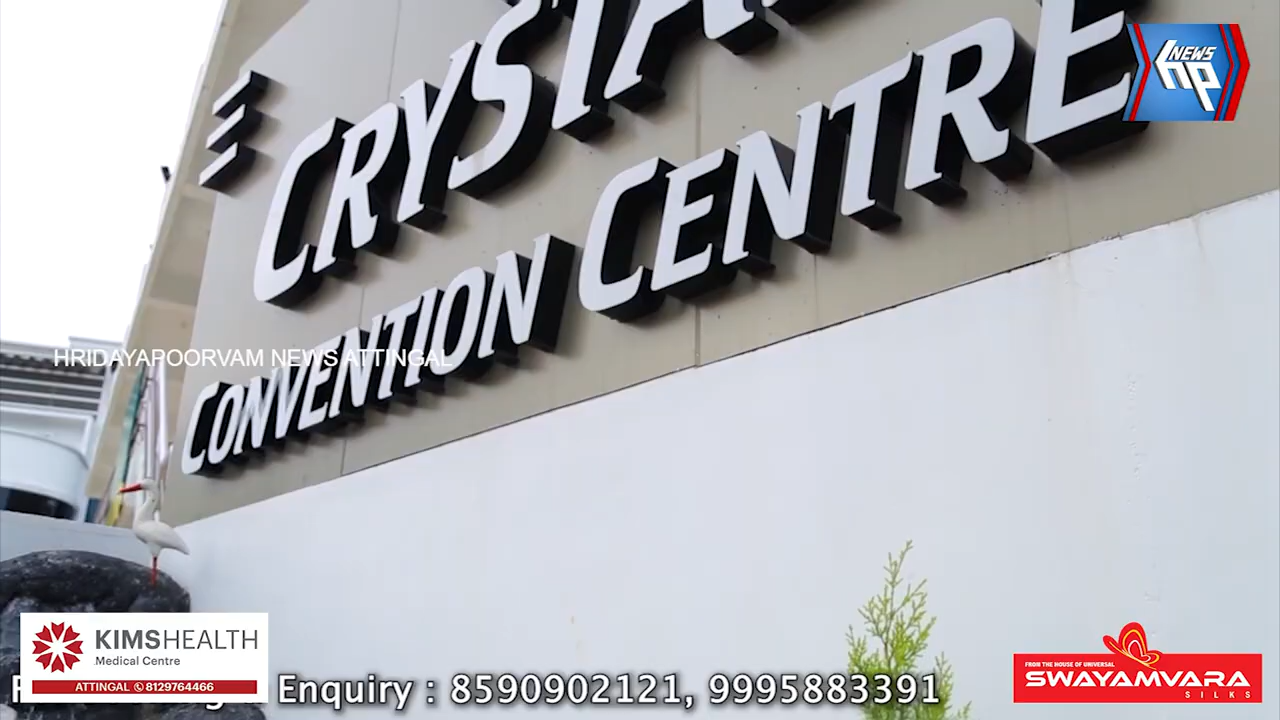 CRYSTA
CONVENTION CENTRE
NEWS
HP
HRIDAYAPOORVAM NEWS ATTINGAL
KIMSHEALTH
Medical Centre
ATTINGAL 8129764466
Enquiry : 8590902121, 9995883391
FROM THE HOUSE OF UNIVERSAL
SWAYAMVARA
SILKS